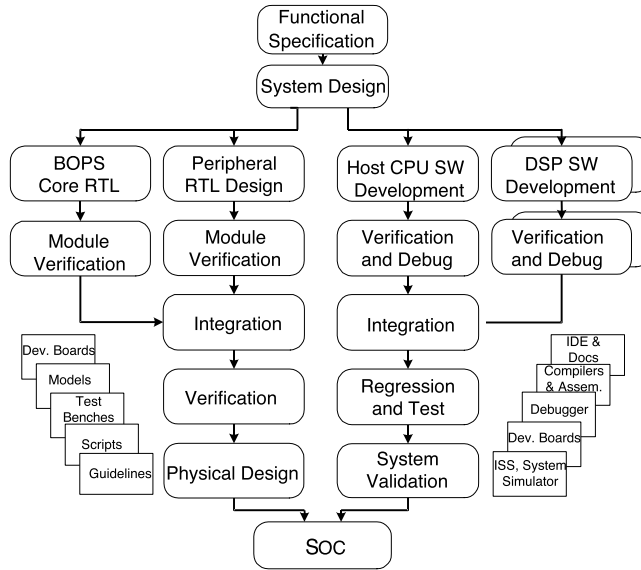 Functional
Specification
System Design
BOPS
Core RTL
Peripheral
RTL Design
Host CPU SW
Development
DSP SW
Development
Module
Verification
Module
Verification
Verification
and Debug
Verification
and Debug
Integration
Integration
Dev. Boards
Models
Test
Benches
Scripts
Guidelines
Verification
Regression
and Test
IDE &
Docs
Compilers
& Assem.
Debugger
Dev. Boards
ISS, System
Simulator
Physical Design
System
Validation
SOC